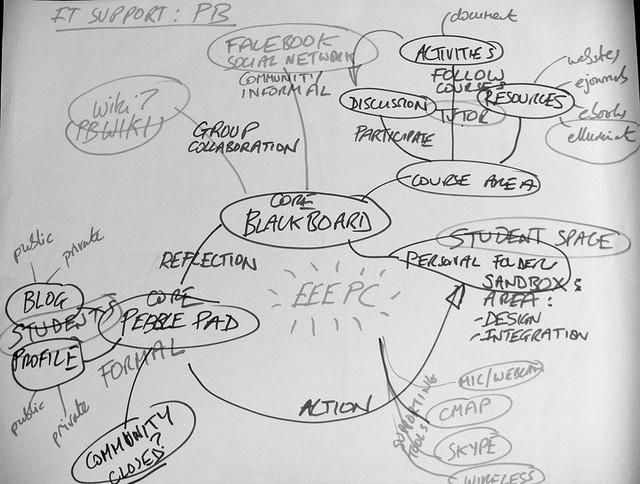 IT SUPPORT: PB
document
FACEBOOK
SOCIAL NETWORK
COMMUNITY
INFORMAL
ACTIVITIES
FOLLOW
COURSES
websites
ejournals
ebooks
elluminate
DISCUSSION
RESOURCES
TUTOR
PARTICIPATE
wiki?
PBWIKI
GROUP
COLLABORATION
COURSE AREA
CORE
BLACKBOARD
STUDENT SPACE
public
private
REFLECTION
PERSONAL FOLDER
SANDBOX
AREA:
-DESIGN
-INTEGRATION
EEE PC
BLOG
STUDENTS
PROFILE
CORE
PEBBLE PAD
FORMAL
public
private
ACTION
SUPPORTING
TOOLS
MIC/WEBCAM
CMAP
SKYPE
WIRELESS
COMMUNITY
CLOSED?